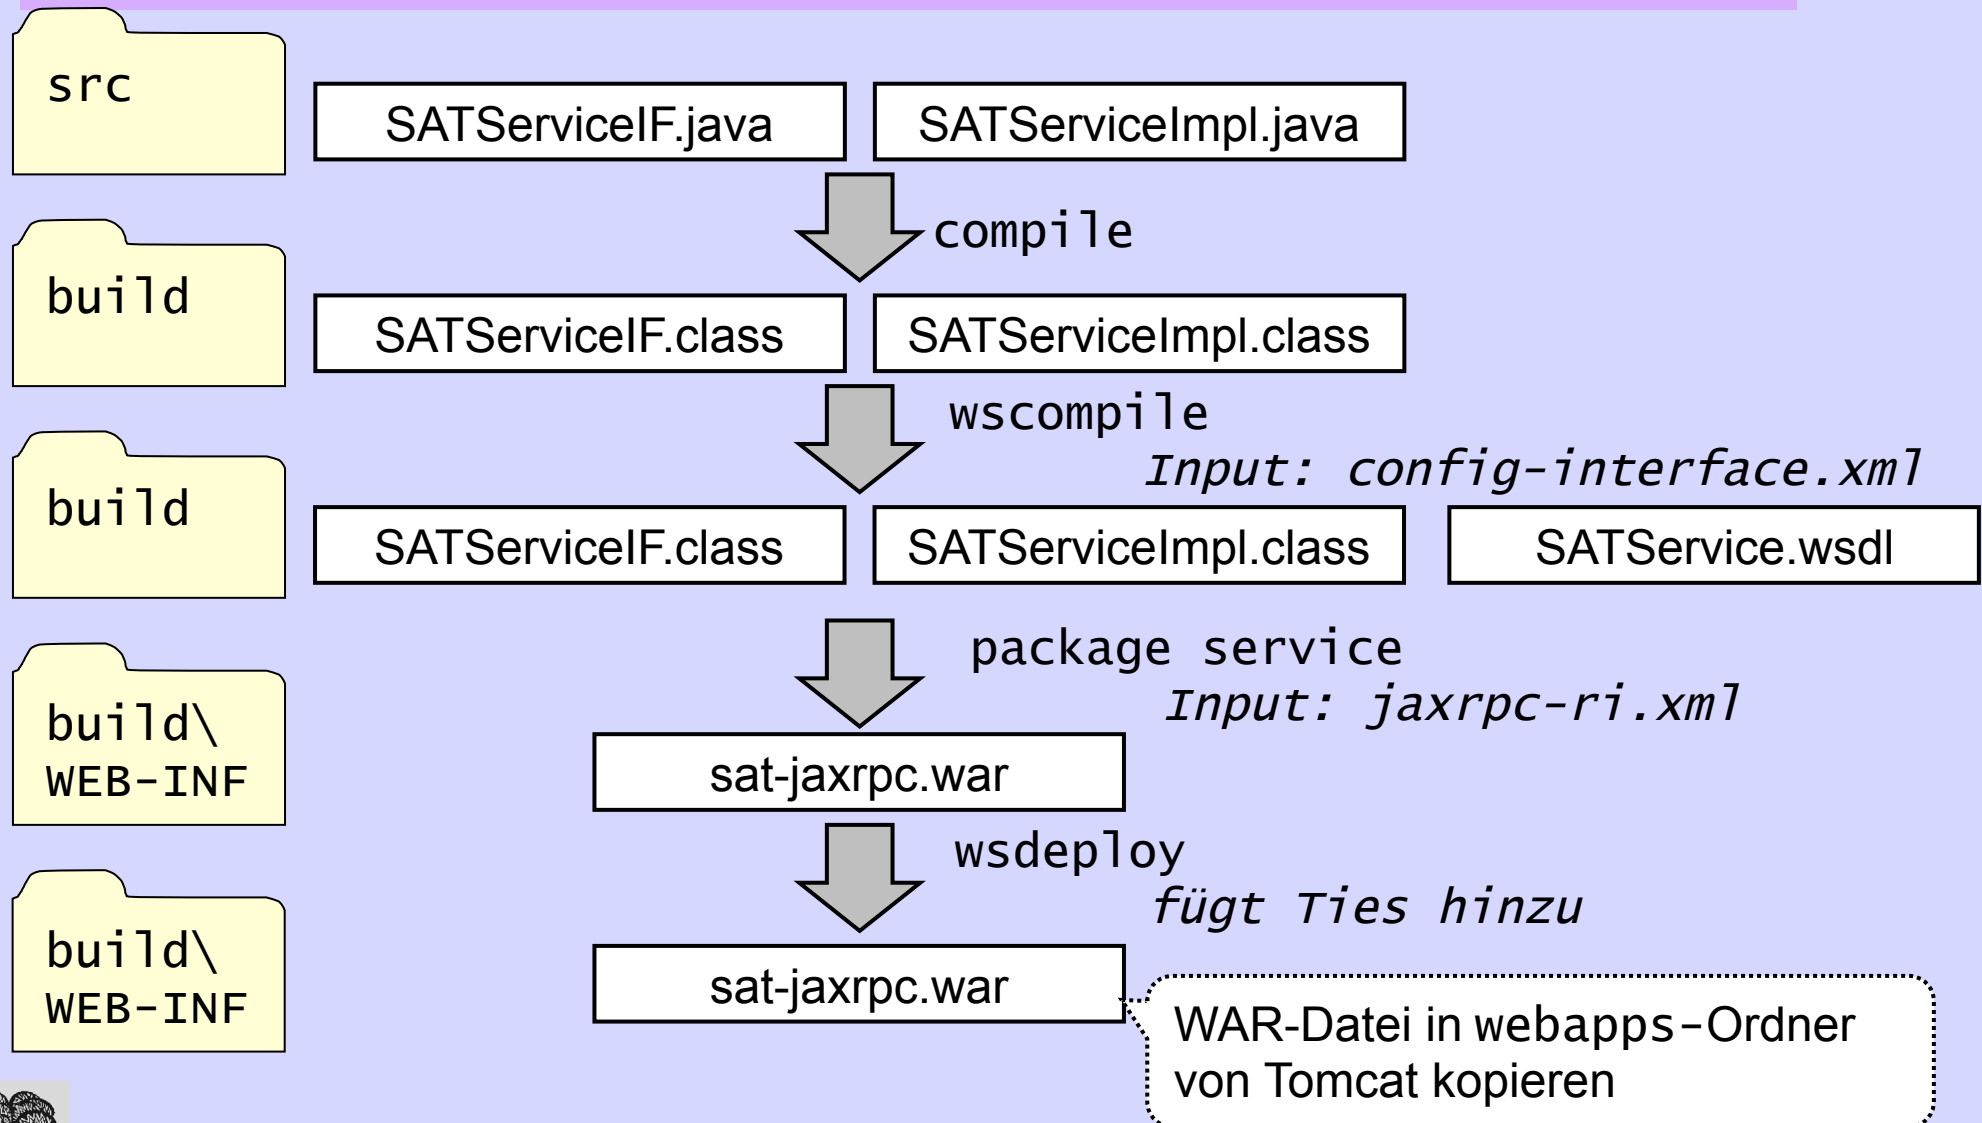 src
SATServiceIF.java
SATServiceImpl.java
compile
build
SATServiceIF.class
SATServiceImpl.class
wscompile
Input: config-interface.xml
build
SATServiceIF.class
SATServiceImpl.class
SATService.wsdl
package service
Input: jaxrpc-ri.xml
build\
WEB-INF
sat-jaxrpc.war
wsdeploy
fügt Ties hinzu
build\
WEB-INF
sat-jaxrpc.war
WAR-Datei in webapps-Ordner
von Tomcat kopieren